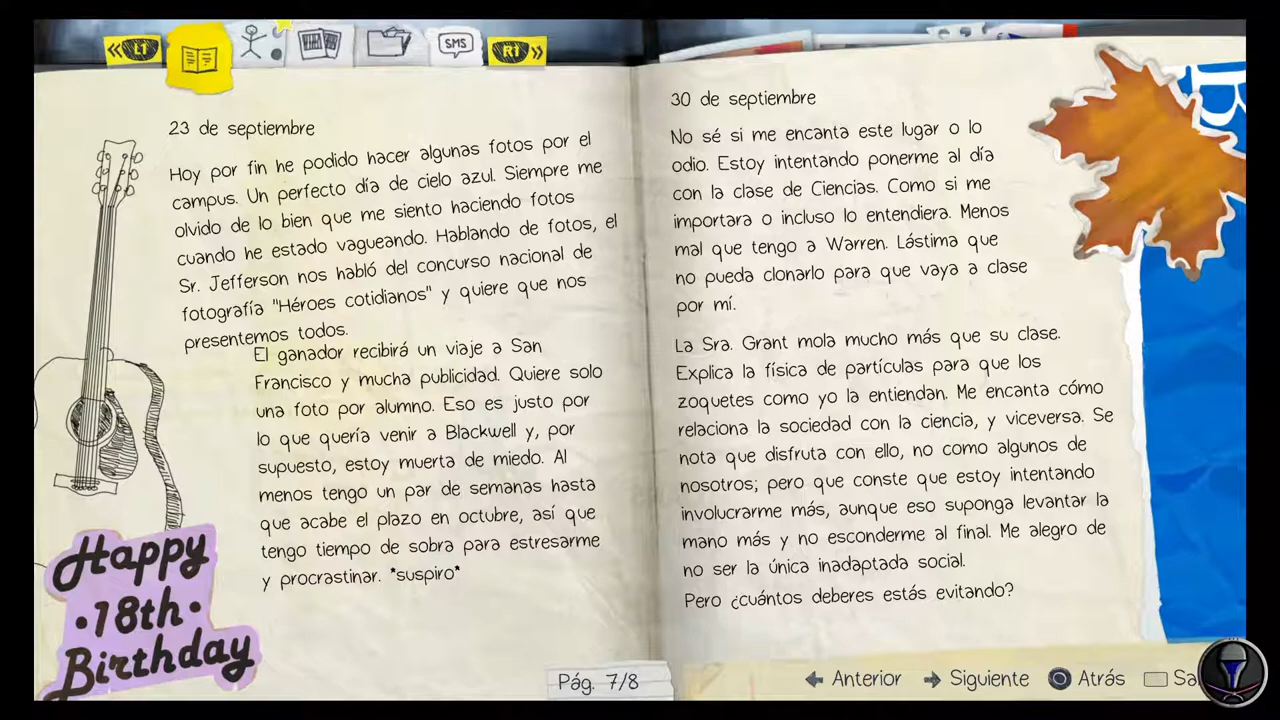 L1
SMS
R1
23 de septiembre
Hoy por fin he podido hacer algunas fotos por el
campus. Un perfecto día de cielo azul. Siempre me
olvido de lo bien que me siento haciendo fotos
cuando he estado vagueando. Hablando de fotos, el
Sr. Jefferson nos habló del concurso nacional de
fotografía "Héroes cotidianos" y quiere que nos
presentemos todos.
El ganador recibirá un viaje a San
Francisco y mucha publicidad. Quiere solo
una foto por alumno. Eso es justo por
lo que quería venir a Blackwell y, por
supuesto, estoy muerta de miedo. Al
menos tengo un par de semanas hasta
que acabe el plazo en octubre, así que
tengo tiempo de sobra para estresarme
y procrastinar. *suspiro*
Happy
•18th•
Birthday
30 de septiembre
No sé si me encanta este lugar o lo
odio. Estoy intentando ponerme al día
con la clase de Ciencias. Como si me
importara o incluso lo entendiera. Menos
mal que tengo a Warren. Lástima que
no pueda clonarlo para que vaya a clase
por mí.
La Sra. Grant mola mucho más que su clase.
Explica la física de partículas para que los
zoquetes como yo la entiendan. Me encanta cómo
relaciona la sociedad con la ciencia, y viceversa. Se
nota que disfruta con ello, no como algunos de
nosotros; pero que conste que estoy intentando
involucrarme más, aunque eso suponga levantar la
mano más y no esconderme al final. Me alegro de
no ser la única inadaptada social.
Pero ¿cuántos deberes estás evitando?
B
Pág. 7/8
Anterior
Siguiente
Atrás